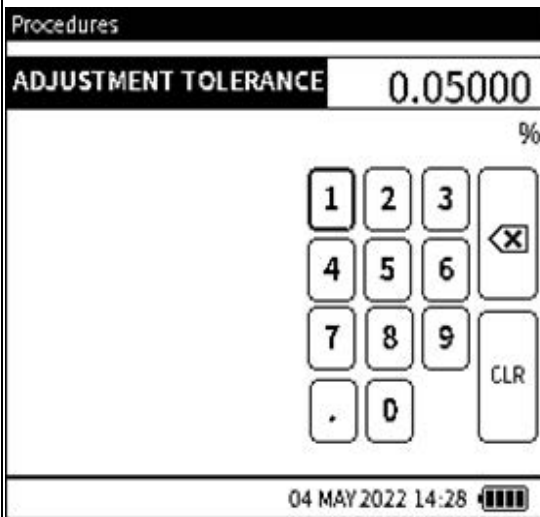 Procedures
ADJUSTMENT TOLERANCE 0.05000
%
1 2 3
4 5 6
7 8 9
CLR
. 0
04 MAY 2022 14:28